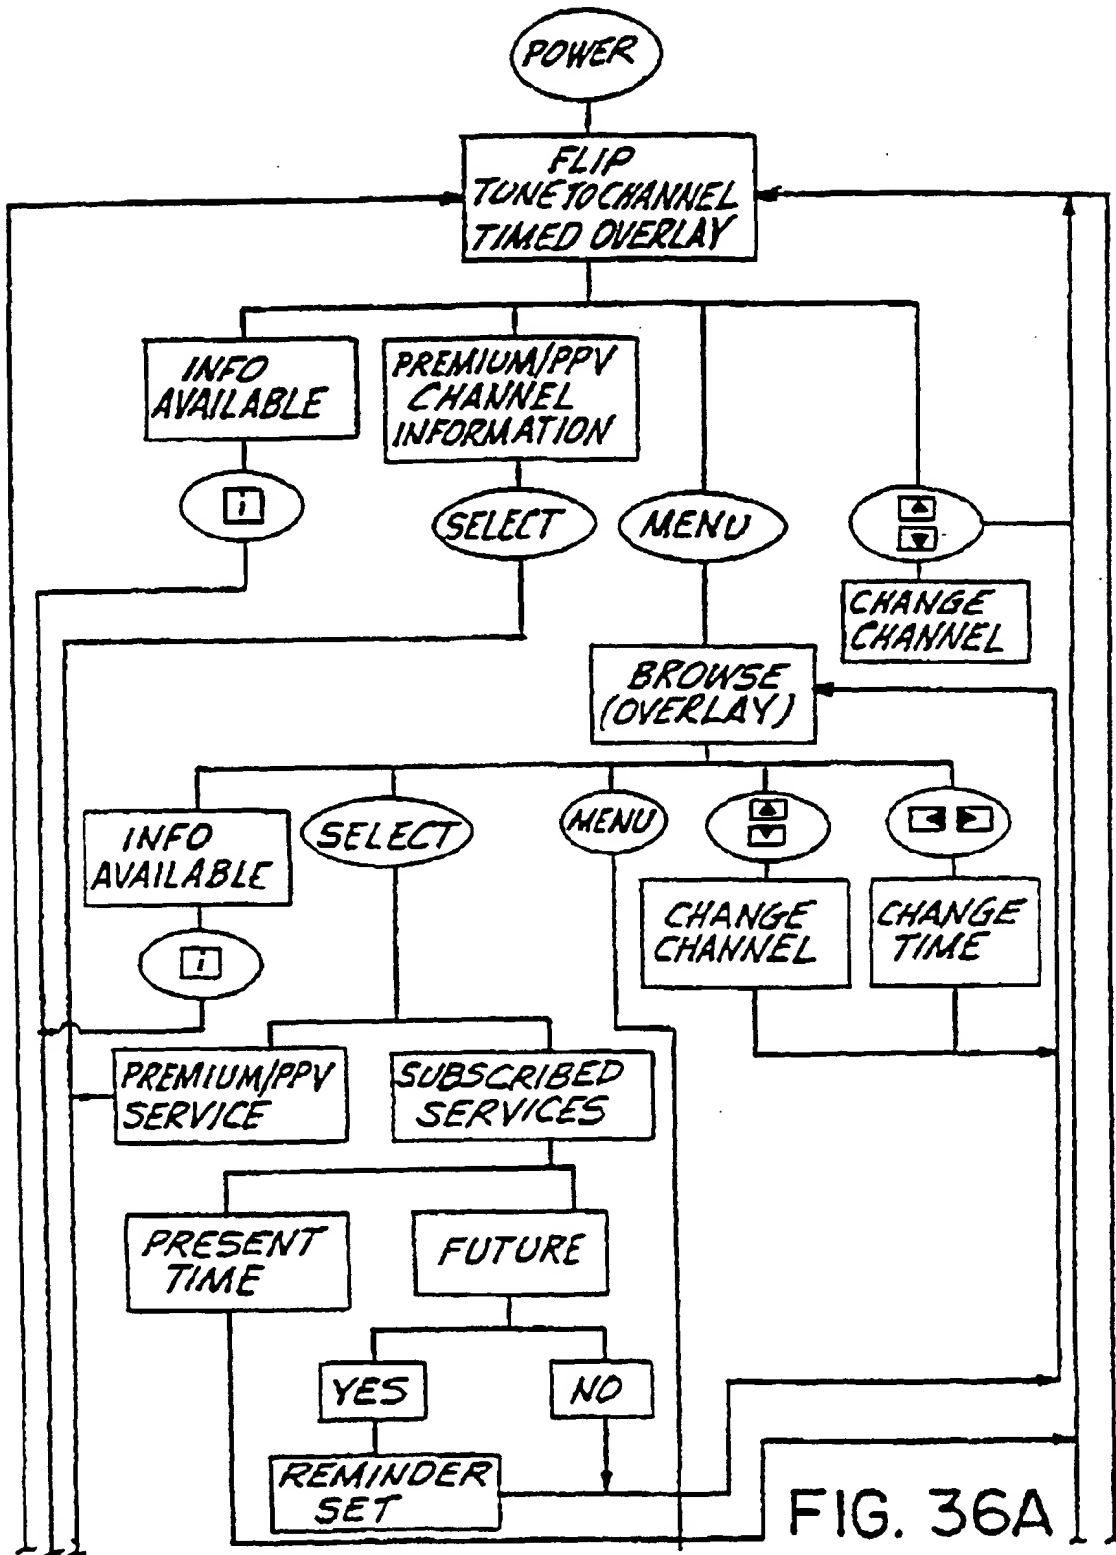 POWER
FLIP
TUNE TO CHANNEL
TIMED OVERLAY
INFO
AVAILABLE
PREMIUM/PPV
CHANNEL
INFORMATION
i
SELECT
MENU
CHANGE
CHANNEL
BROWSE
(OVERLAY)
INFO
AVAILABLE
SELECT
MENU
CHANGE
CHANNEL
CHANGE
TIME
i
PREMIUM/PPV
SERVICE
SUBSCRIBED
SERVICES
PRESENT
TIME
FUTURE
YES
NO
REMINDER
SET
FIG. 36A